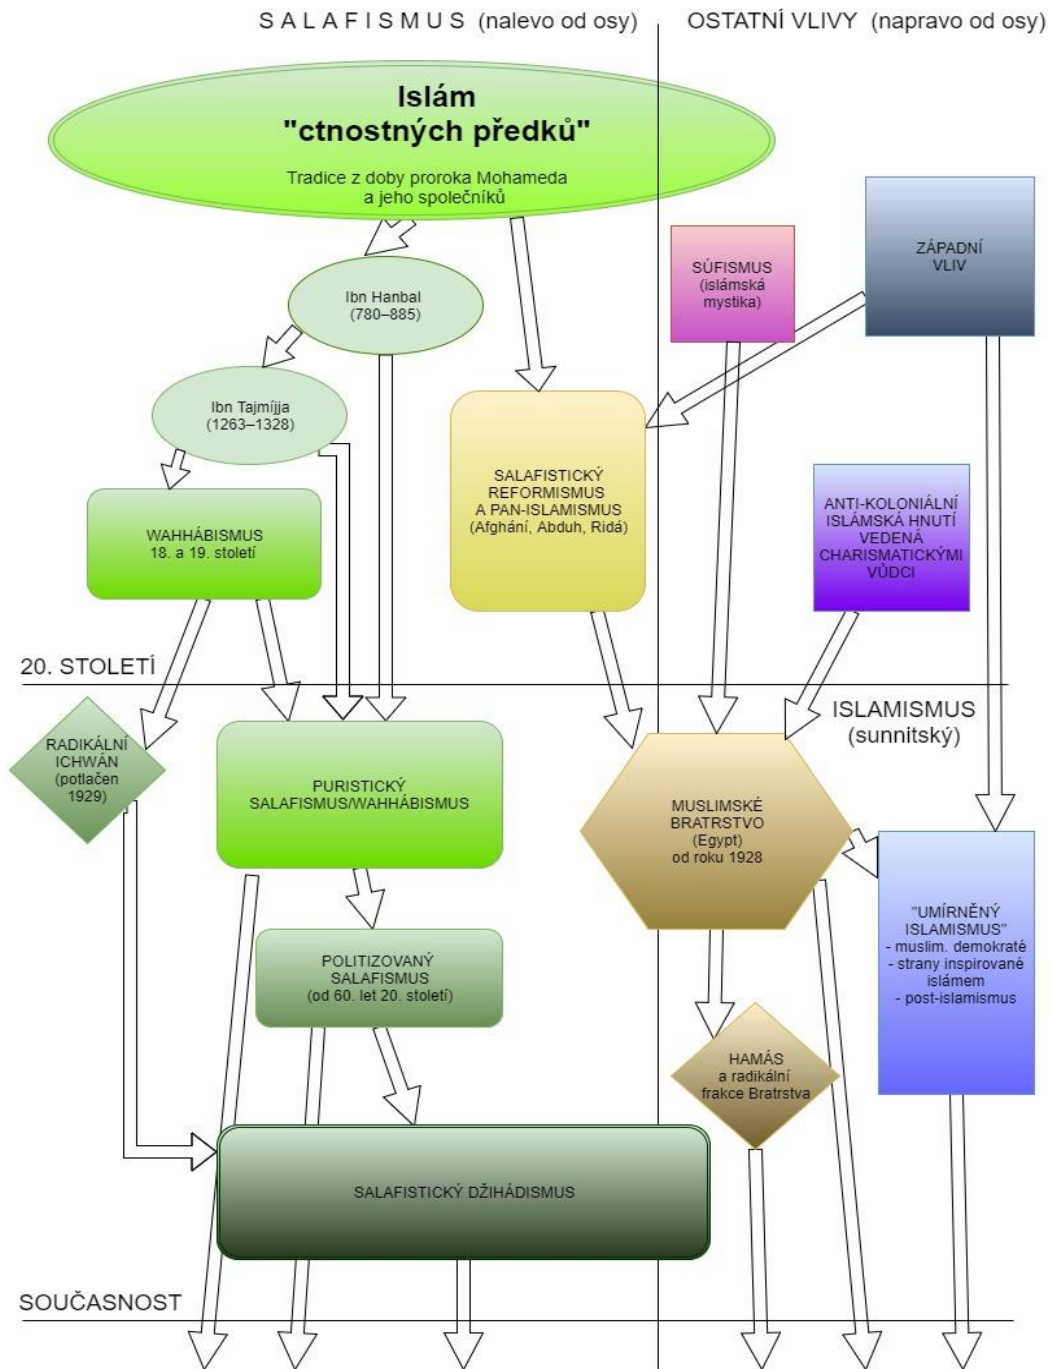 SALAFISMUS (nalevo od osy)
OSTATNÍ VLIVY (napravo od osy)
Islám
"ctnostných předků"
Tradice z doby proroka Mohameda
a jeho společníků
SÚFISMUS
(islámská
mystika)
ZÁPADNÍ
VLIV
Ibn Hanbal
(780–885)
Ibn Tajmíjja
(1263–1328)
SALAFISTICKÝ
REFORMISMUS
A PAN-ISLAMISMUS
(Afghání, Abduh, Ridá)
ANTI-KOLONIÁLNÍ
ISLÁMSKÁ HNUTÍ
VEDENÁ
CHARISMATICKÝMI
VŮDCI
WAHHÁBISMUS
18. a 19. století
20. STOLETÍ
ISLAMISMUS
(sunnitský)
RADIKÁLNÍ
ICHWÁN
(potlačen
1929)
PURISTICKÝ
SALAFISMUS/WAHHÁBISMUS
MUSLIMSKÉ
BRATRSTVO
(Egypt)
od roku 1928
"UMÍRNĚNÝ
ISLAMISMUS"
- muslim. demokraté
- strany inspirované
islámem
- post-islamismus
POLITIZOVANÝ
SALAFISMUS
(od 60. let 20. století)
HAMÁS
a radikální
frakce Bratrstva
SALAFISTICKÝ DŽIHÁDISMUS
SOUČASNOST